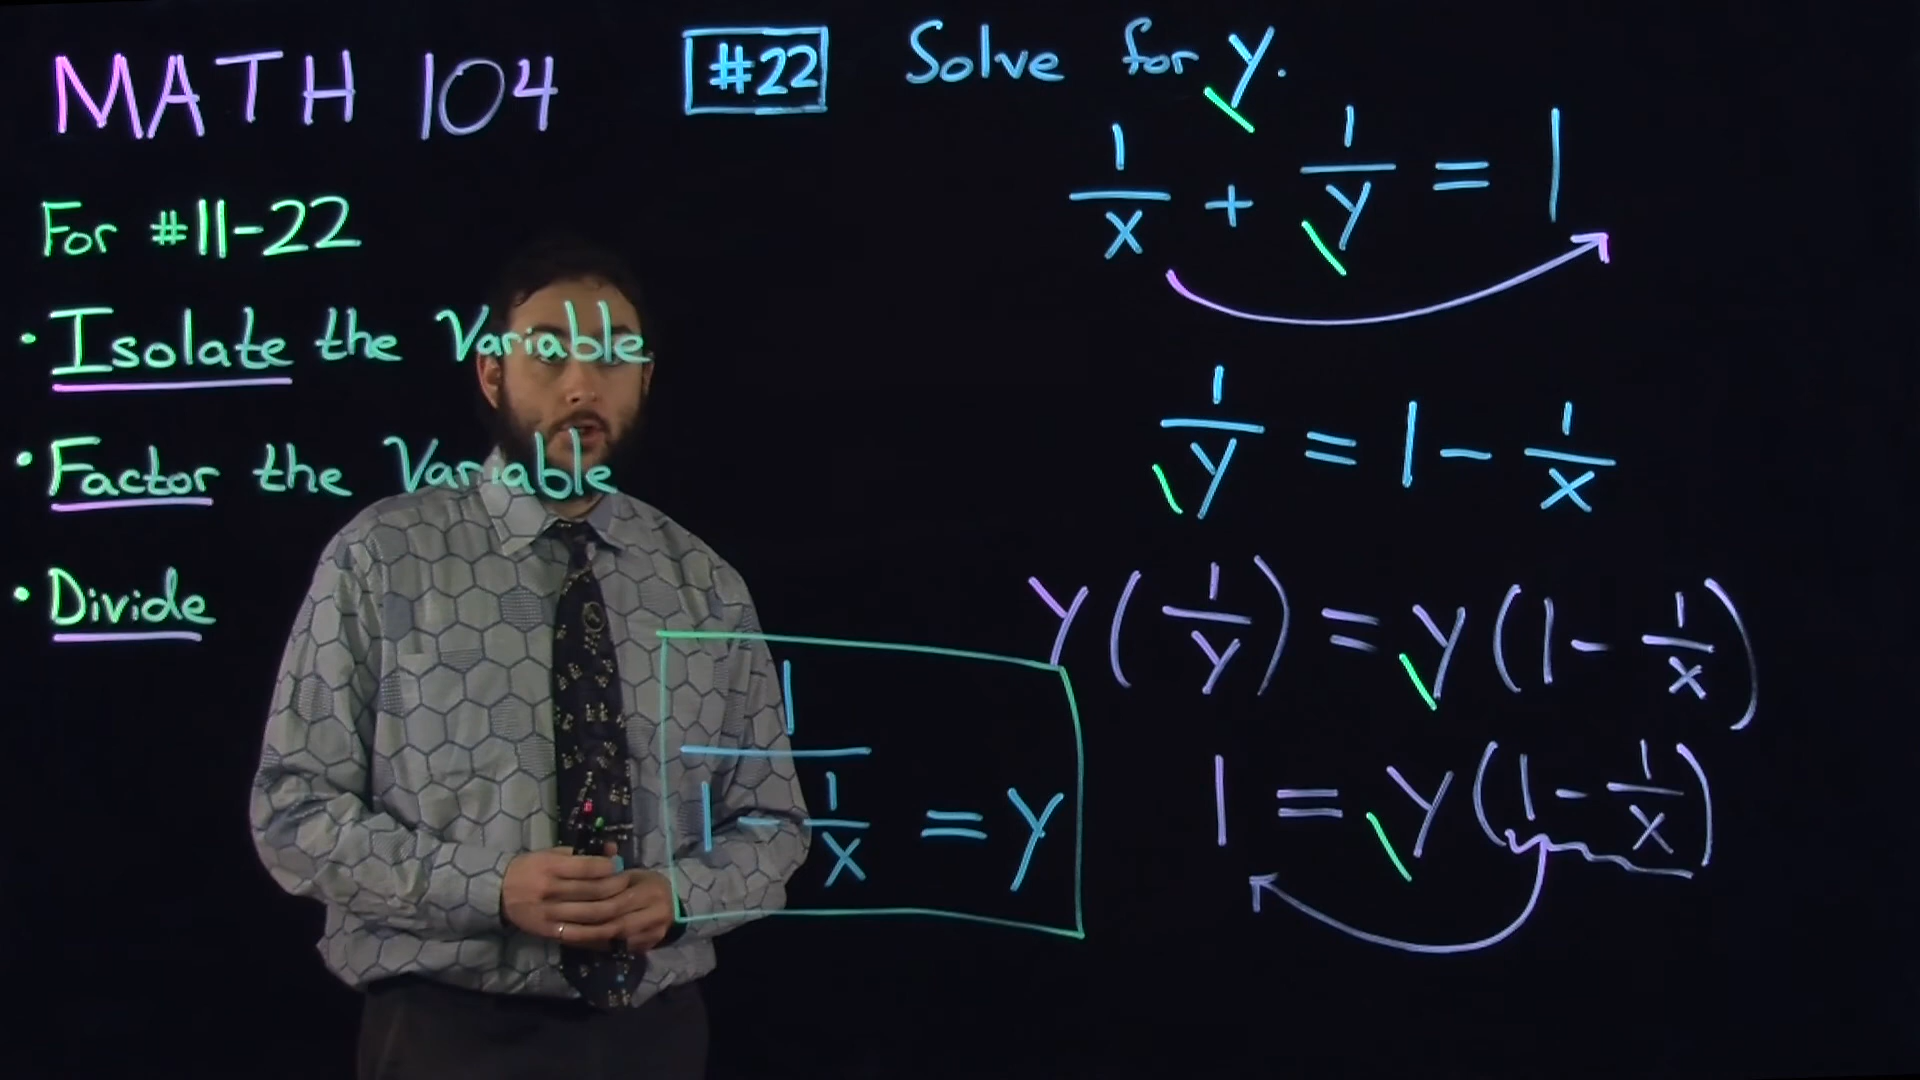 MATH 104
For #11-22
• Isolate the Variable
• Factor the Variable
• Divide
#22 Solve for y.
1/x + 1/y = 1
1/y = 1 - 1/x
y(1/y) = y(1 - 1/x)
1 = y(1 - 1/x)
1/(1 - 1/x) = y